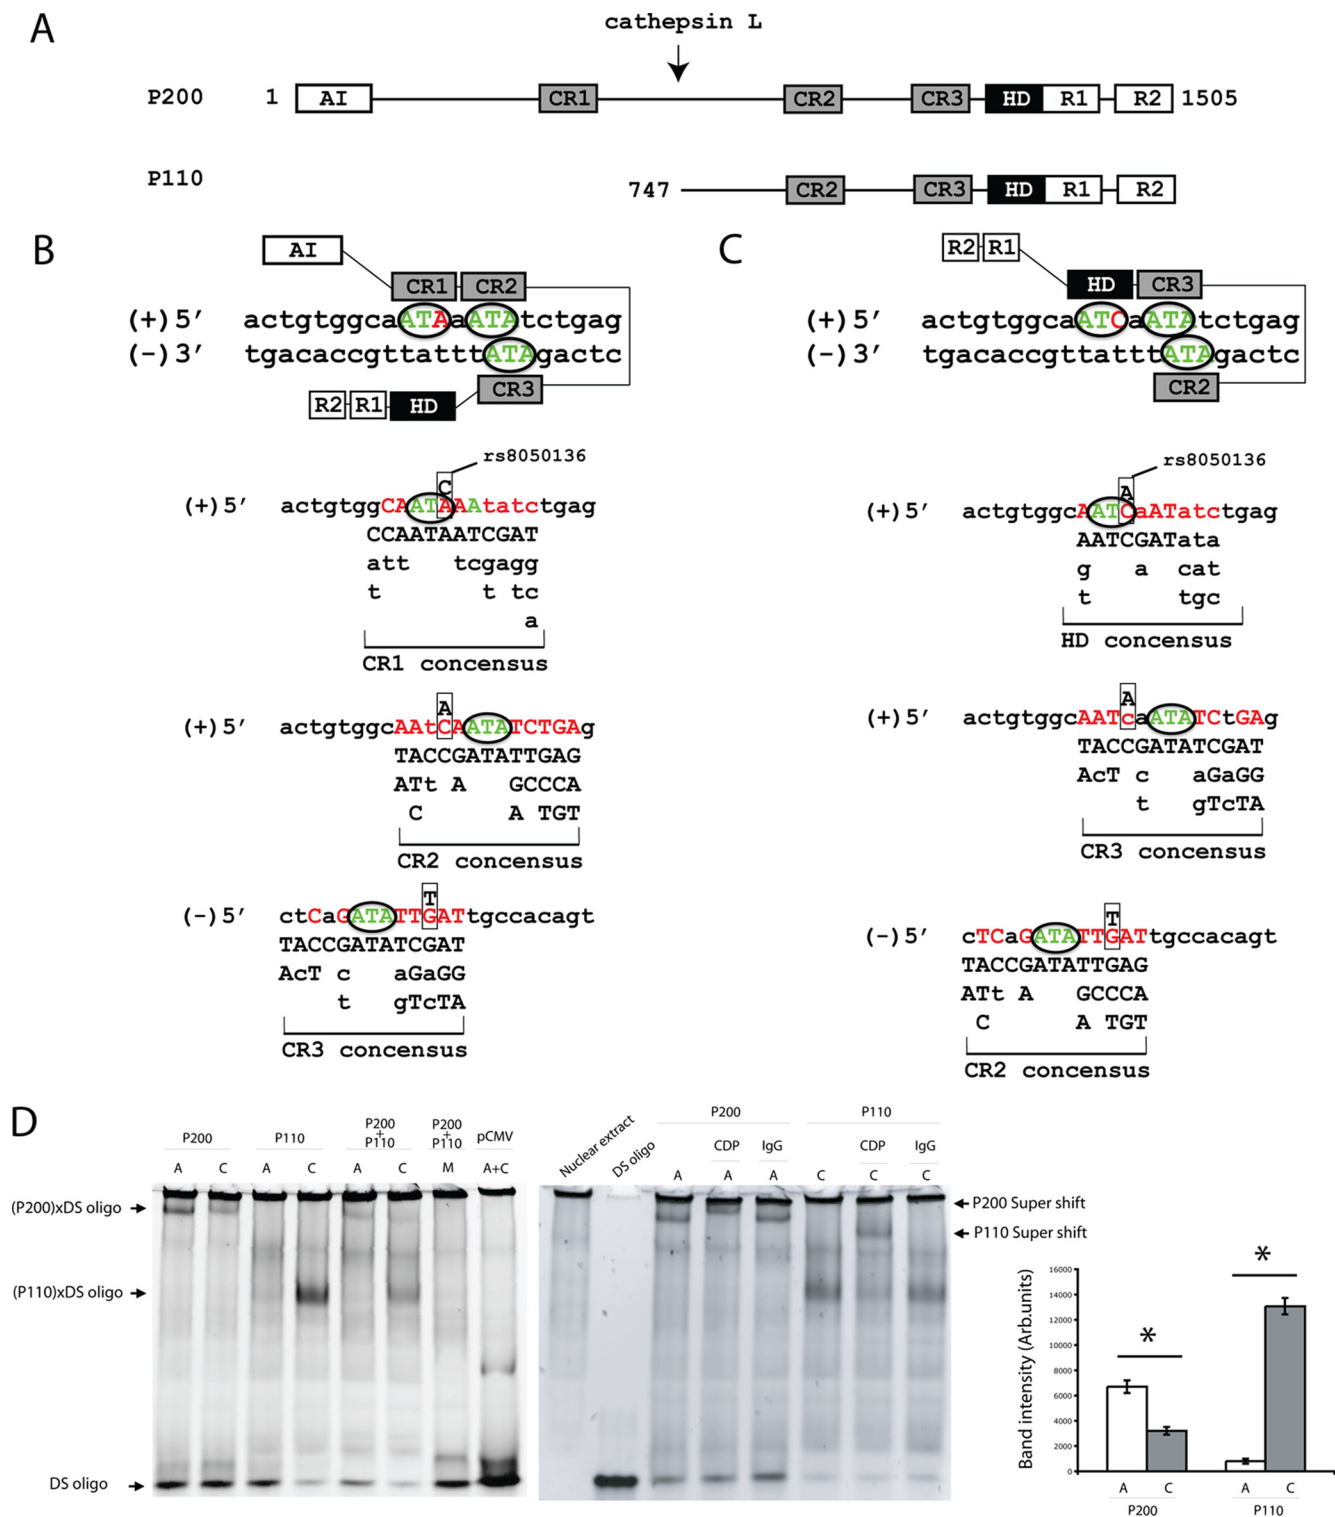 A
cathepsin L
P200 1 AI CR1 CR2 CR3 HD R1 R2 1505
P110 747 CR2 CR3 HD R1 R2
B
AI
CR1 CR2
(+)5′ actgtggcaATAaATAtctgag
(-)3′ tgacaccgttatttATAgactc
R2 R1 HD CR3
rs8050136
C
(+)5′ actgtggCAATAAAtatctgag
CCAATAATCGAT
att tcgagg
t t tc
a
CR1 concensus
A
(+)5′ actgtggcAAtCAATATCTGAg
TACCGATATTGAG
ATt A GCCCA
C A TGT
CR2 concensus
T
(-)5′ ctCaGATATTGATtgccacagt
TACCGATATCGAT
AcT c aGaGG
t gTcTA
CR3 concensus
C
R2 R1
HD CR3
(+)5′ actgtggcaATCaATAtctgag
(-)3′ tgacaccgttatttATAgactc
CR2
rs8050136
A
(+)5′ actgtggcAATCaATatctgag
AATCGATata
g a cat
t tgc
HD concensus
A
(+)5′ actgtggcAATcaATATCtGAg
TACCGATATCGAT
AcT c aGaGG
t gTcTA
CR3 concensus
T
(-)5′ cTCaGATATTGATtgccacagt
TACCGATATTGAG
ATt A GCCCA
C A TGT
CR2 concensus
D
P200 P110 P200 + P110 P200 + P110 pCMV
A C A C A C M A+C
(P200)xDS oligo
(P110)xDS oligo
DS oligo
Nuclear extract
DS oligo
P200 P110
CDP IgG CDP IgG
A A A C C C
P200 Super shift
P110 Super shift
Band intensity (Arb.units)
16000
14000
12000
10000
8000
6000
4000
2000
0
* *
A C A C
P200 P110